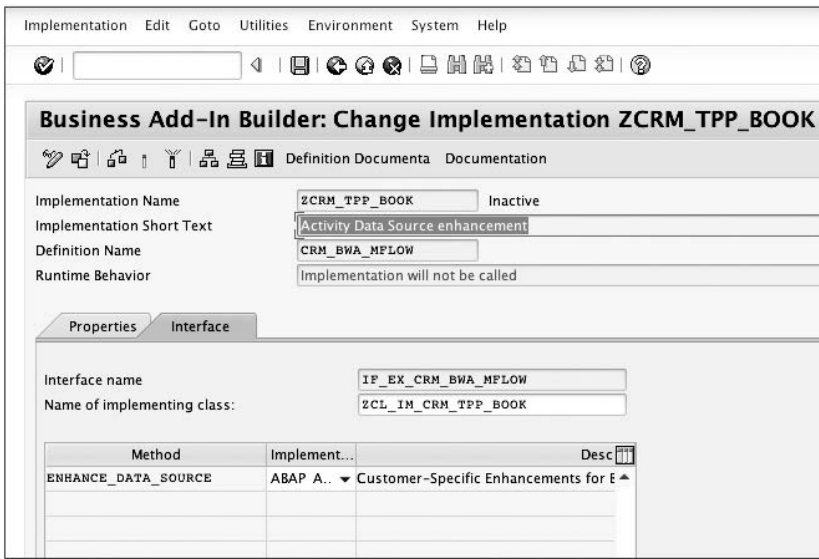 Implementation Edit Goto Utilities Environment System Help
Business Add-In Builder: Change Implementation ZCRM_TPP_BOOK
Definition Documenta Documentation
Implementation Name ZCRM_TPP_BOOK Inactive
Implementation Short Text Activity Data Source enhancement
Definition Name CRM_BWA_MFLOW
Runtime Behavior Implementation will not be called
Properties Interface
Interface name IF_EX_CRM_BWA_MFLOW
Name of implementing class: ZCL_IM_CRM_TPP_BOOK
Method Implement... Desc
ENHANCE_DATA_SOURCE ABAP A.. Customer-Specific Enhancements for E